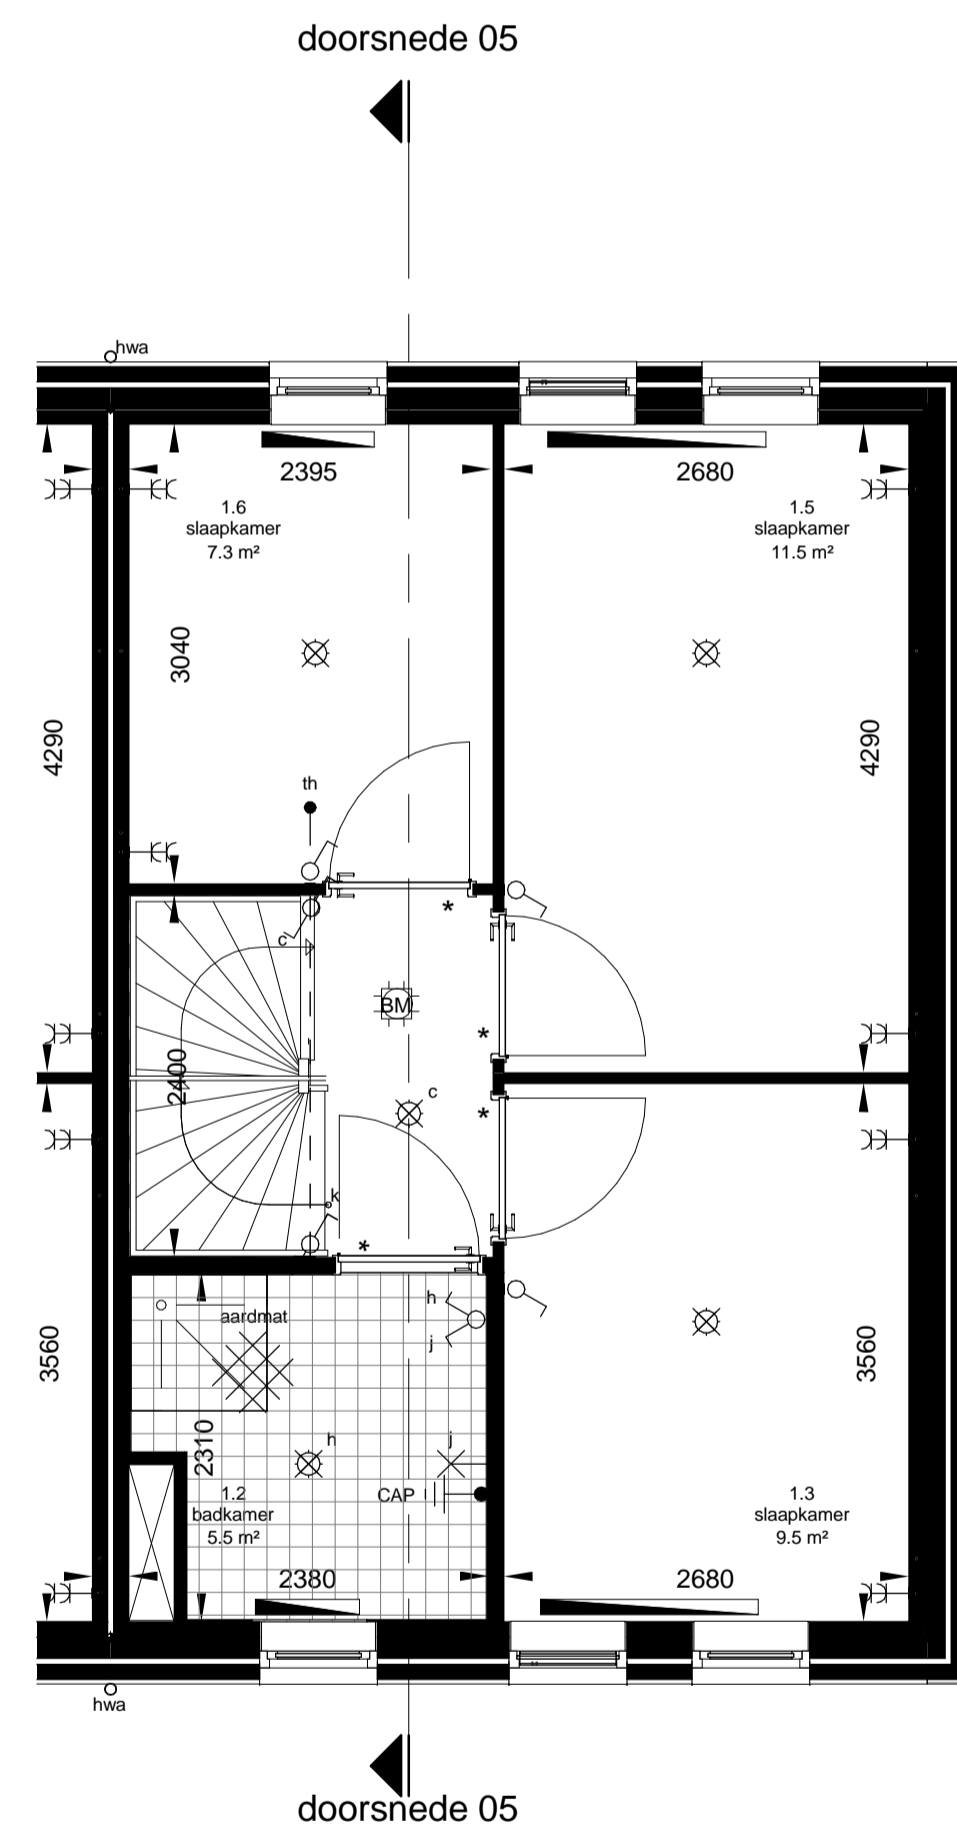 doorsnede 05
hwa
2395
2680
1.6
slaapkamer
7.3 m²
1.5
slaapkamer
11.5 m²
3040
4290
4290
th
*
c
BM
*
c
*
2400
k
*
h
aardmat
j
3560
3560
2310
h
j
CAP
1.2
badkamer
5.5 m²
1.3
slaapkamer
9.5 m²
2380
2680
hwa
doorsnede 05